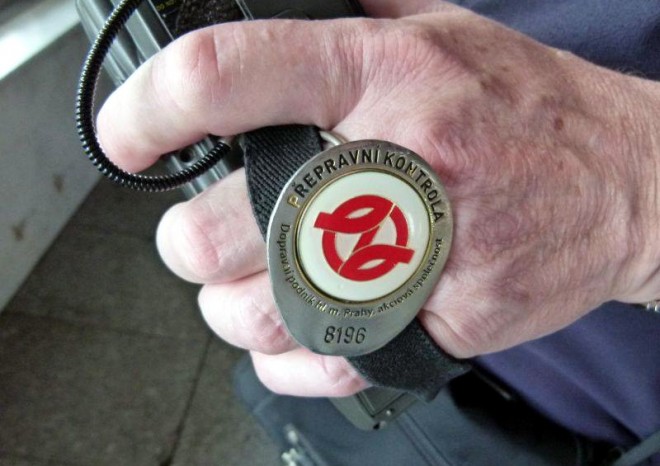 PŘEPRAVNÍ KONTROLA
Dopravní podnik hl. m. Prahy, akciová společnost
8196